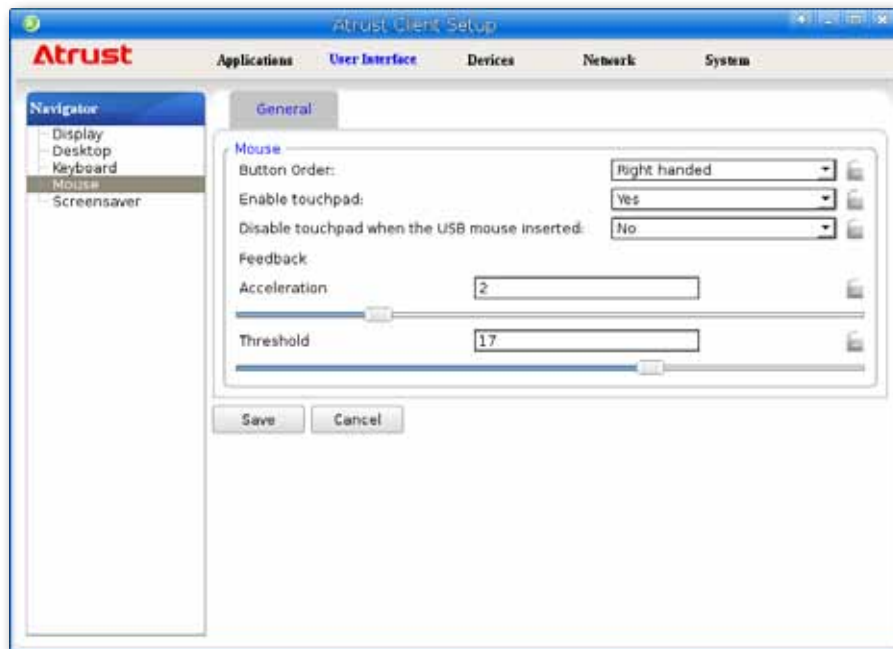 Atrust Client Setup
Atrust
Applications User Interface Devices Network System
Navigator
Display
Desktop
Keyboard
Mouse
Screensaver
General
Mouse
Button Order: Right handed
Enable touchpad: Yes
Disable touchpad when the USB mouse inserted: No
Feedback
Acceleration 2
Threshold 17
Save Cancel